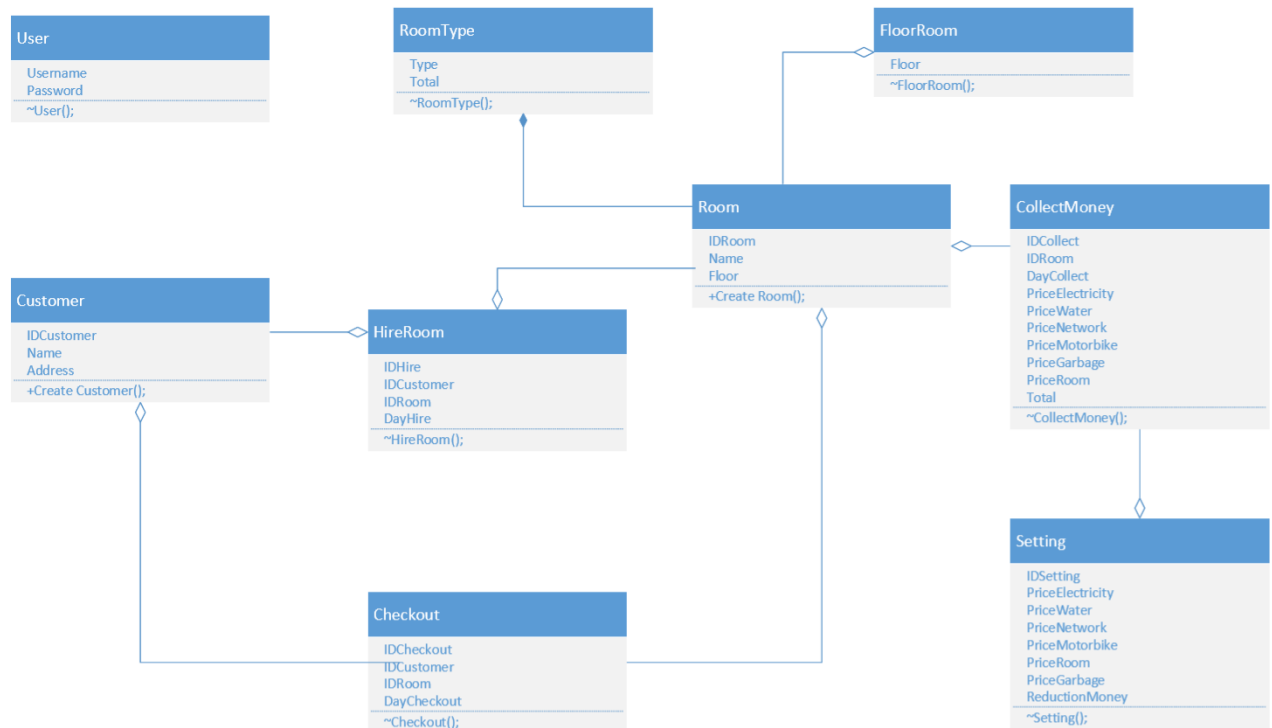 User
Username
Password
~User();
RoomType
Type
Total
~RoomType();
FloorRoom
Floor
~FloorRoom();
Room
IDRoom
Name
Floor
+Create Room();
CollectMoney
IDCollect
IDRoom
DayCollect
PriceElectricity
PriceWater
PriceNetwork
PriceMotorbike
PriceGarbage
PriceRoom
Total
~CollectMoney();
Customer
IDCustomer
Name
Address
+Create Customer();
HireRoom
IDHire
IDCustomer
IDRoom
DayHire
~HireRoom();
Checkout
IDCheckout
IDCustomer
IDRoom
DayCheckout
~Checkout();
Setting
IDSetting
PriceElectricity
PriceWater
PriceNetwork
PriceMotorbike
PriceRoom
PriceGarbage
ReductionMoney
~Setting();